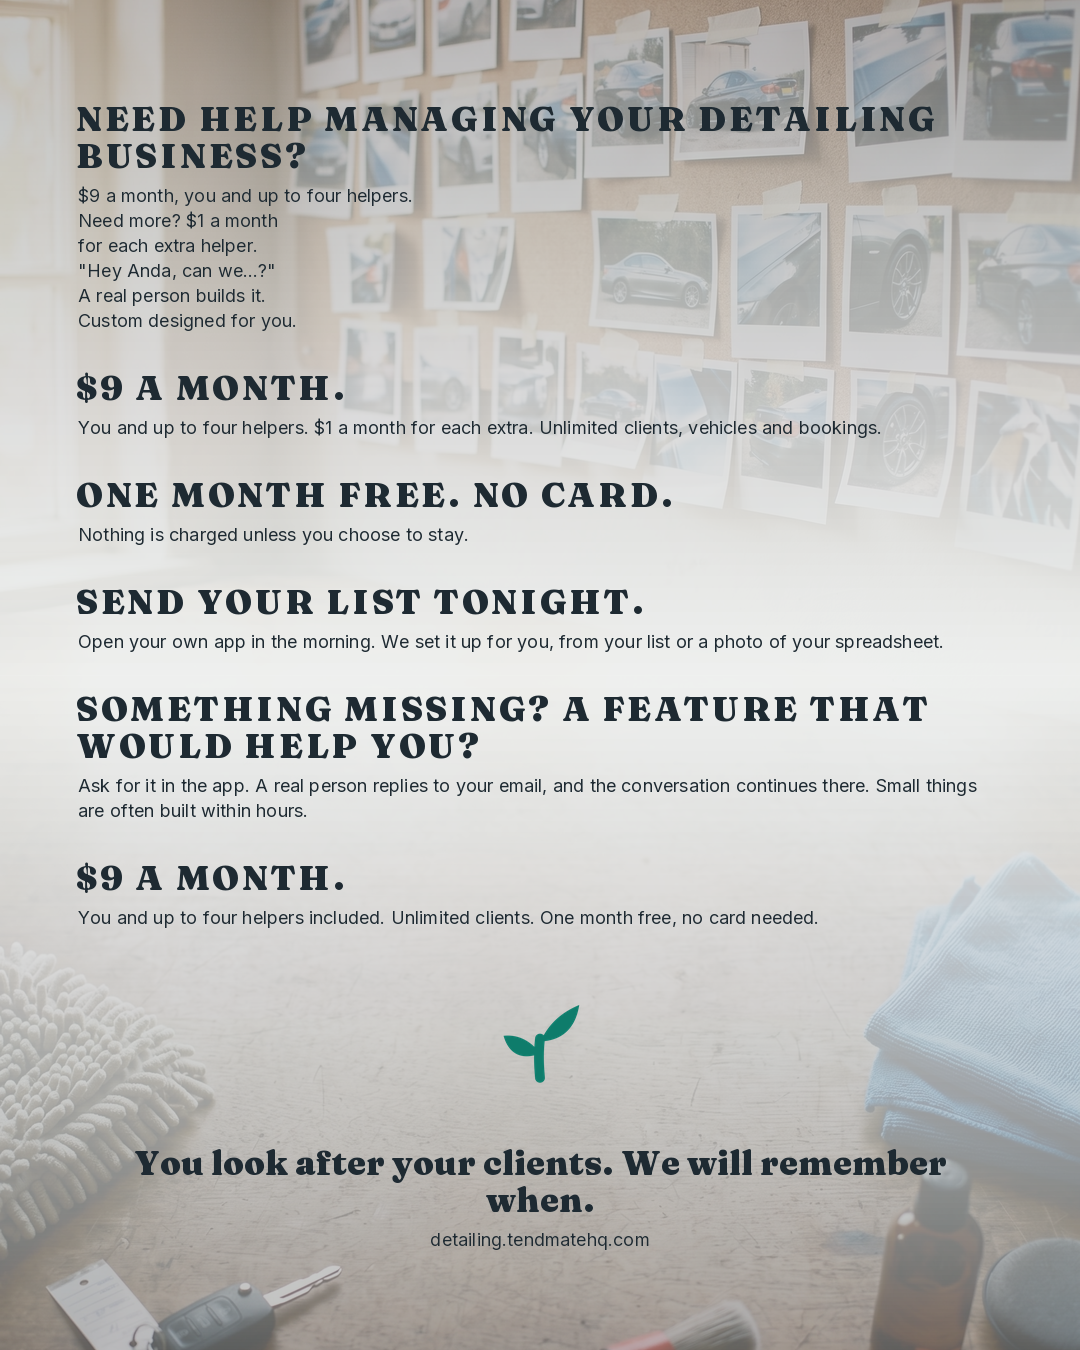 NEED HELP MANAGING YOUR DETAILING
BUSINESS?
$9 a month, you and up to four helpers.
Need more? $1 a month
for each extra helper.
"Hey Anda, can we...?"
A real person builds it.
Custom designed for you.
$9 A MONTH.
You and up to four helpers. $1 a month for each extra. Unlimited clients, vehicles and bookings.
ONE MONTH FREE. NO CARD.
Nothing is charged unless you choose to stay.
SEND YOUR LIST TONIGHT.
Open your own app in the morning. We set it up for you, from your list or a photo of your spreadsheet.
SOMETHING MISSING? A FEATURE THAT
WOULD HELP YOU?
Ask for it in the app. A real person replies to your email, and the conversation continues there. Small things
are often built within hours.
$9 A MONTH.
You and up to four helpers included. Unlimited clients. One month free, no card needed.
You look after your clients. We will remember
when.
detailing.tendmatehq.com